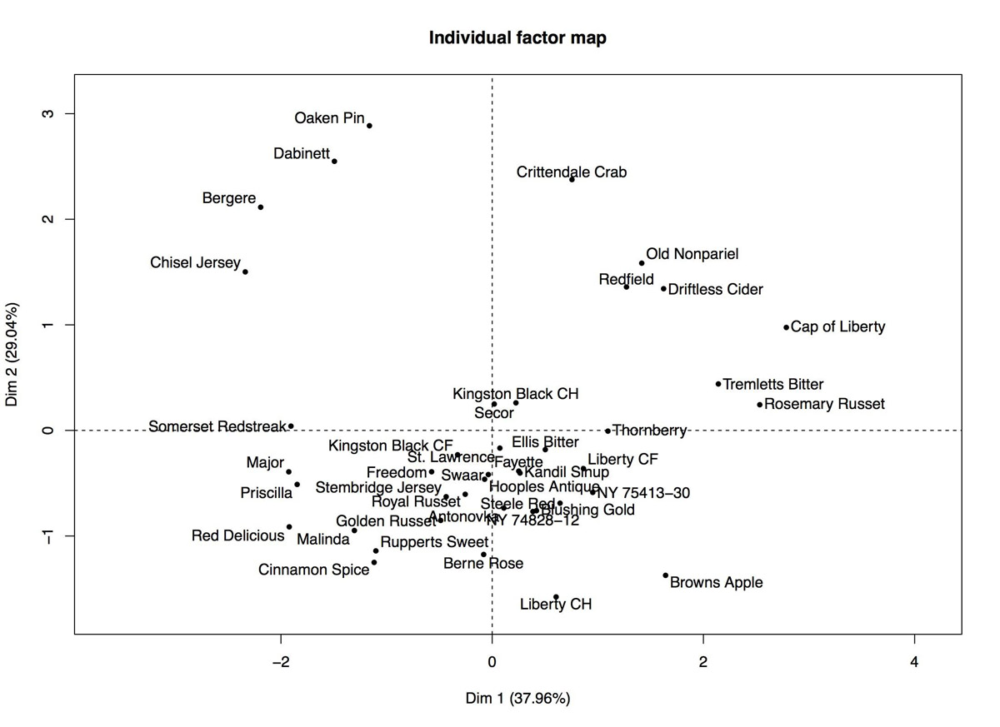 Individual factor map
3
2
1
0
−1
Dim 2 (29.04%)
Oaken Pin
Dabinett
Crittendale Crab
Bergere
Old Nonpariel
Chisel Jersey
Redfield
Driftless Cider
Cap of Liberty
Tremletts Bitter
Kingston Black CH
Rosemary Russet
Secor
Somerset Redstreak
Thornberry
Ellis Bitter
Kingston Black CF
St. Lawrence
Liberty CF
Major
Fayette
Freedom
Swaar
Kandil Sinup
Stembridge Jersey
Hooples Antique
Priscilla
NY 75413−30
Royal Russet
Steele Red
Blushing Gold
Antonovka
Golden Russet
NY 74828−12
Red Delicious
Malinda
Rupperts Sweet
Berne Rose
Cinnamon Spice
Browns Apple
Liberty CH
−2
0
2
4
Dim 1 (37.96%)